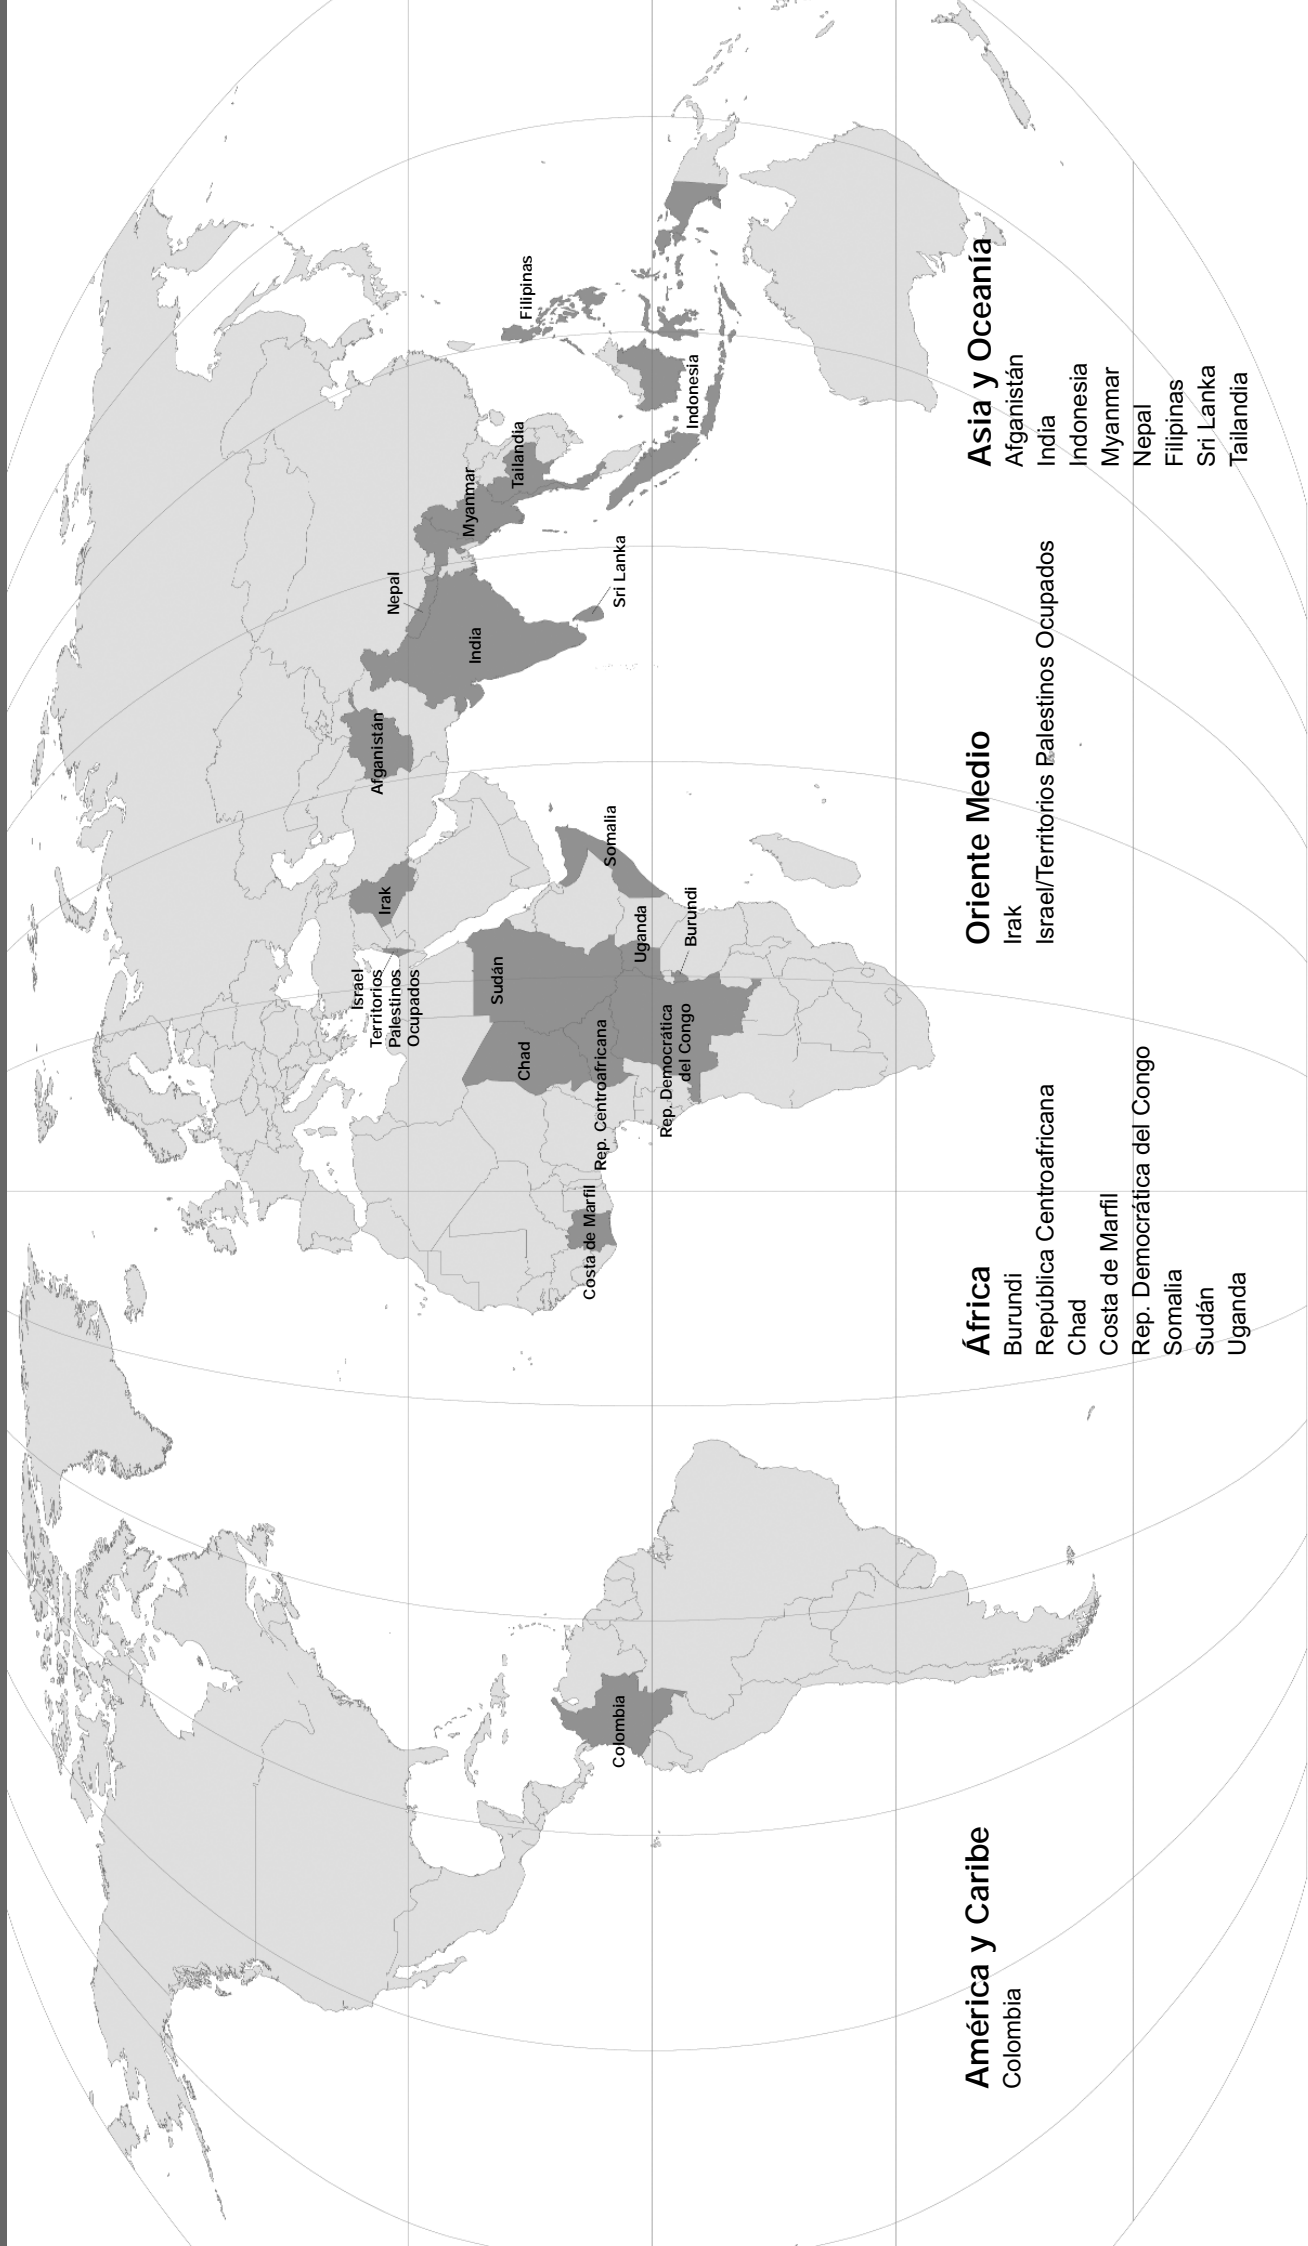 Filipinas
Indonesia
Tailandia
Myanmar
Nepal
Sri Lanka
India
Afganistán
Irak
Israel
Territorios
Palestinos
Ocupados
Somalia
Uganda
Burundi
Sudán
Chad
Rep. Centroafricana
Rep. Democrática
del Congo
Costa de Marfil
Colombia
América y Caribe
Colombia
África
Burundi
República Centroafricana
Chad
Costa de Marfil
Rep. Democrática del Congo
Somalia
Sudán
Uganda
Oriente Medio
Irak
Israel/Territorios Palestinos Ocupados
Asia y Oceanía
Afganistán
India
Indonesia
Myanmar
Nepal
Filipinas
Sri Lanka
Tailandia